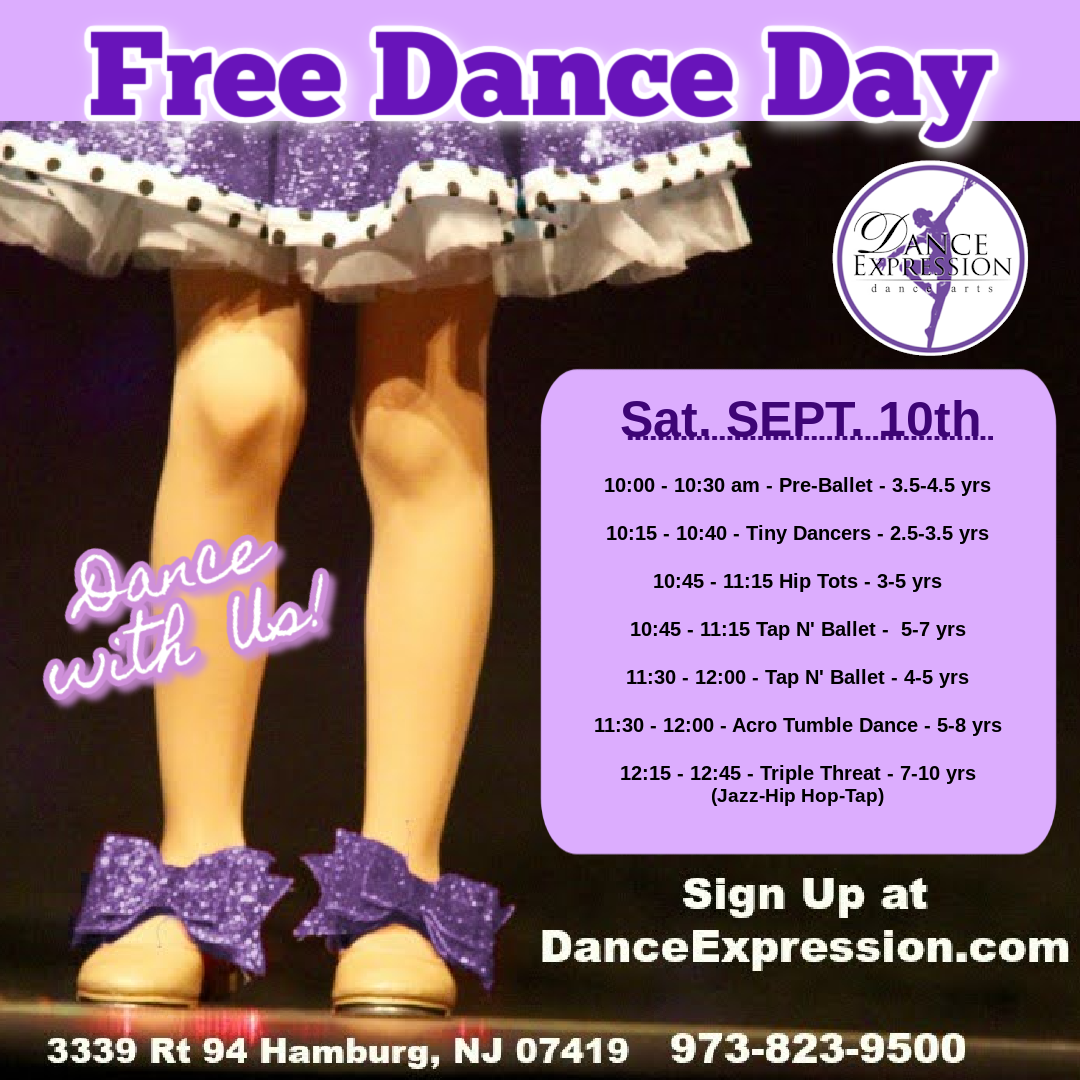 Free Dance Day
DANCE
EXPRESSION
dance arts
Sat. SEPT. 10th
10:00 - 10:30 am - Pre-Ballet - 3.5-4.5 yrs
10:15 - 10:40 - Tiny Dancers - 2.5-3.5 yrs
10:45 - 11:15 Hip Tots - 3-5 yrs
10:45 - 11:15 Tap N' Ballet -  5-7 yrs
11:30 - 12:00 - Tap N' Ballet - 4-5 yrs
11:30 - 12:00 - Acro Tumble Dance - 5-8 yrs
12:15 - 12:45 - Triple Threat - 7-10 yrs
(Jazz-Hip Hop-Tap)
Dance
with Us!
Sign Up at
DanceExpression.com
3339 Rt 94 Hamburg, NJ 07419 973-823-9500